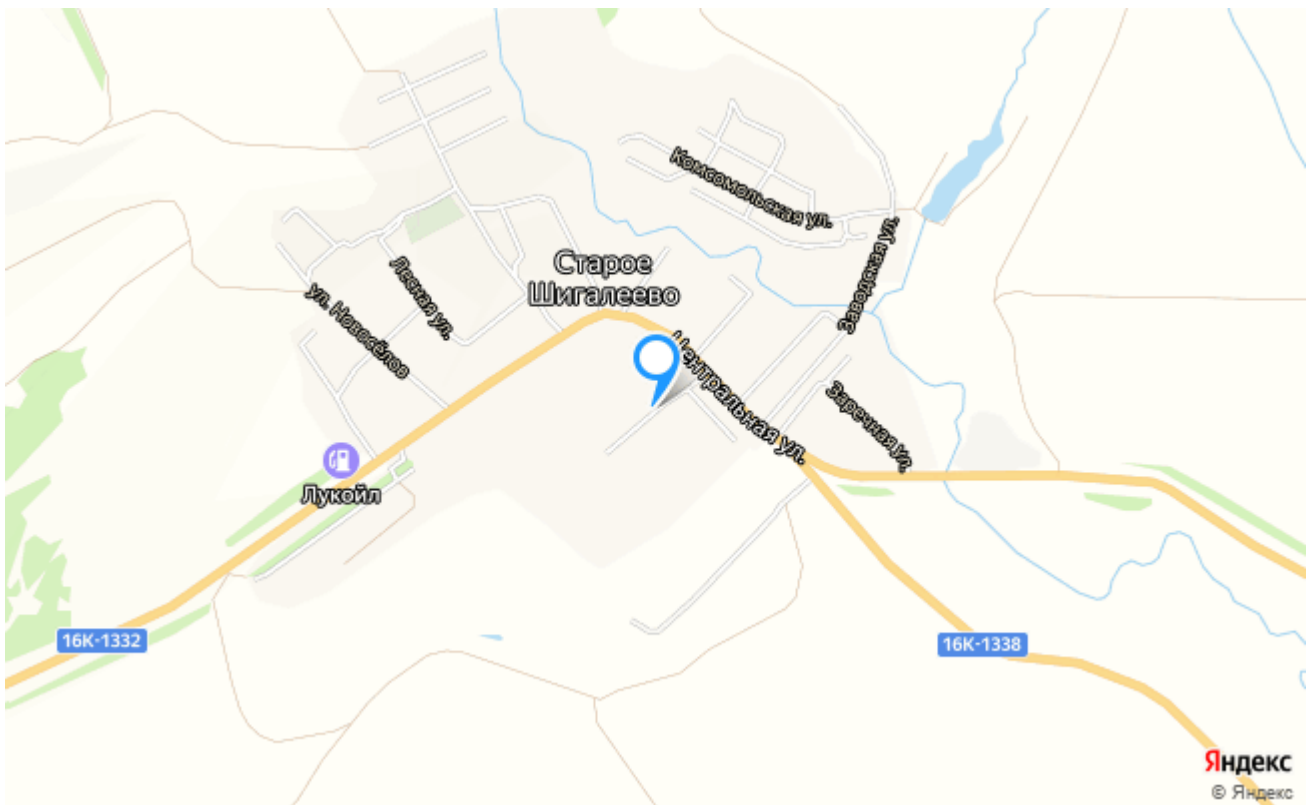 Комсомольская ул.
Заводская ул.
Старое
Шигалеево
Лесная ул.
ул. Новосёлов
Центральная ул.
Заречная ул.
Лукойл
16К-1332
16К-1338
Яндекс
© Яндекс